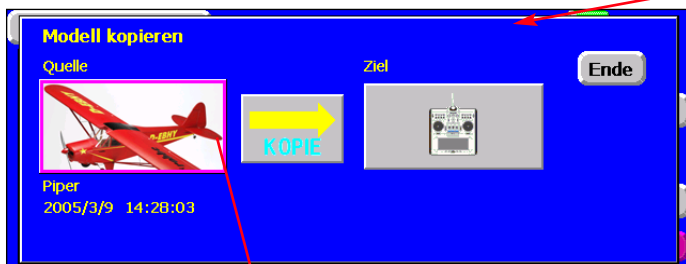 Modell kopieren
Quelle
Ziel
Ende
KOPIE
Piper
2005/3/9 14:28:03